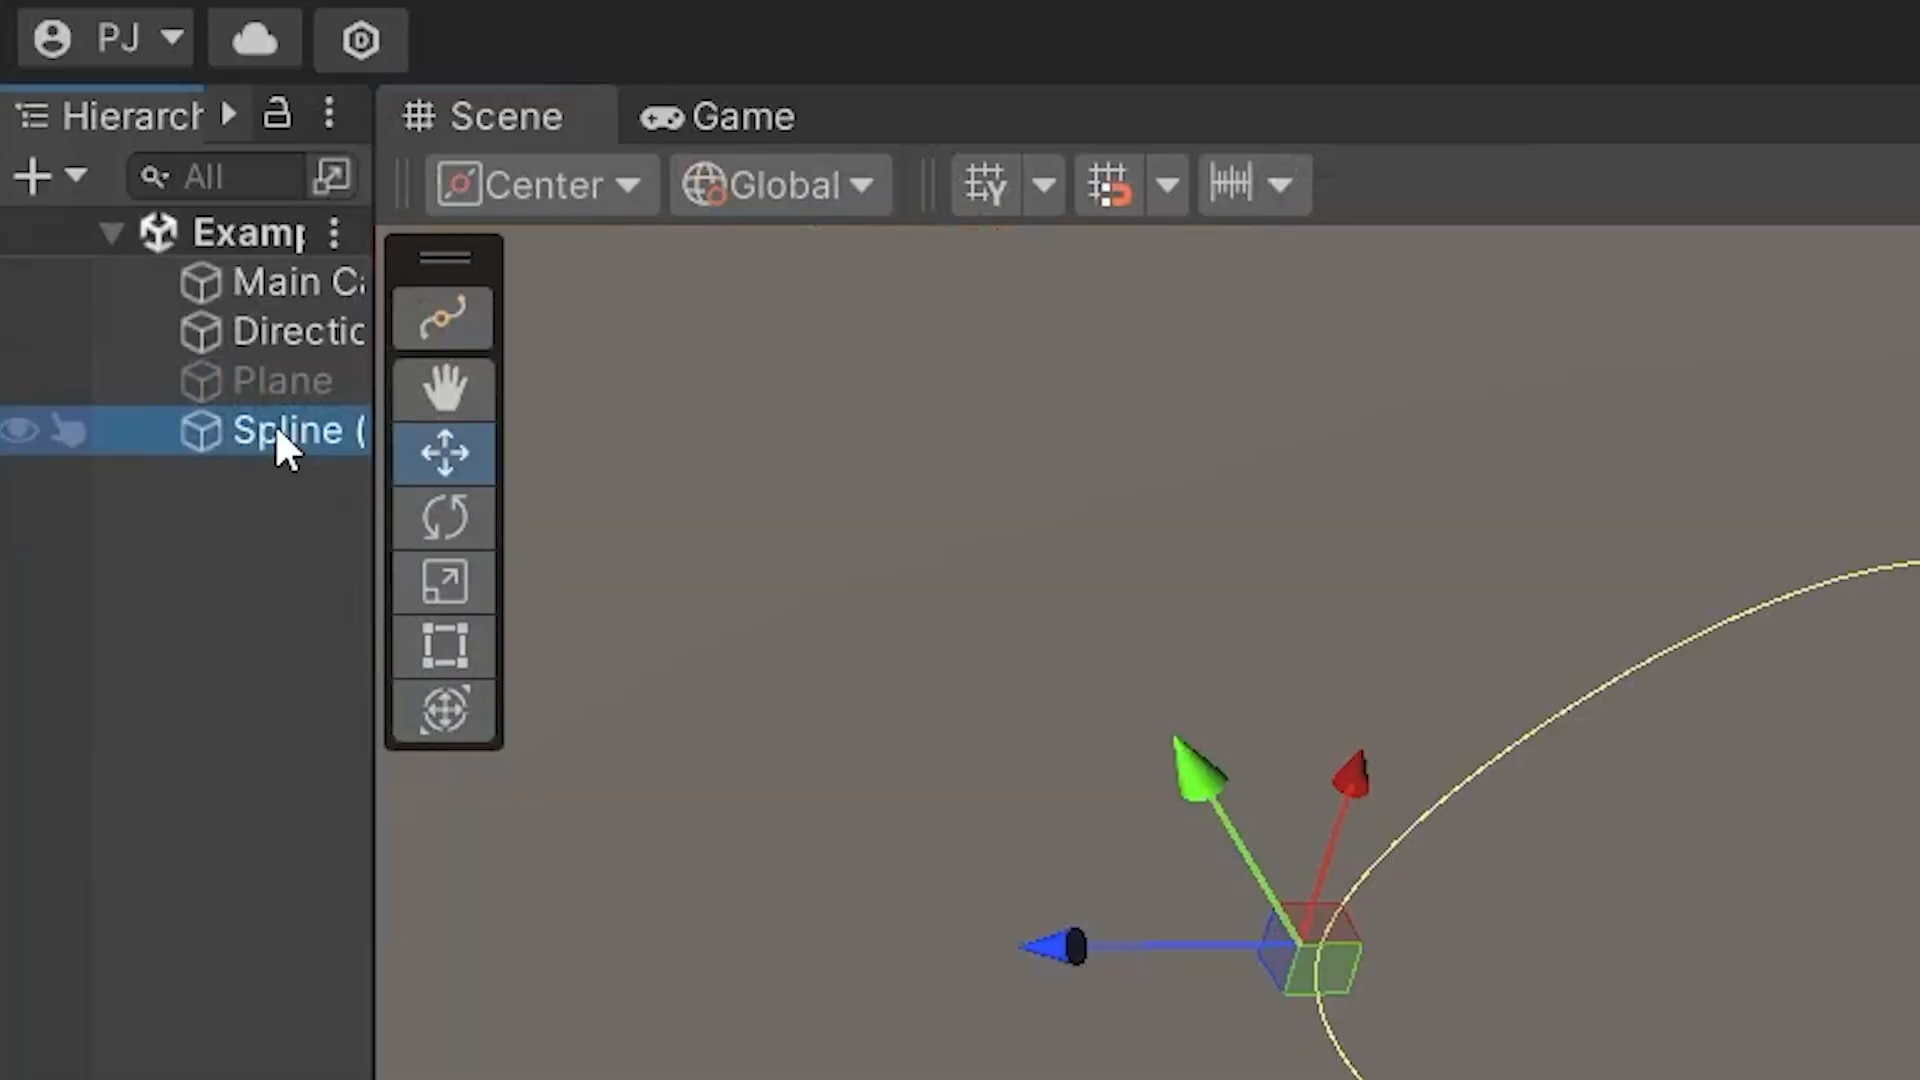 PJ
Hierarch
Scene
Game
All
Center
Global
Examp
Main Ca
Directio
Plane
Spline (